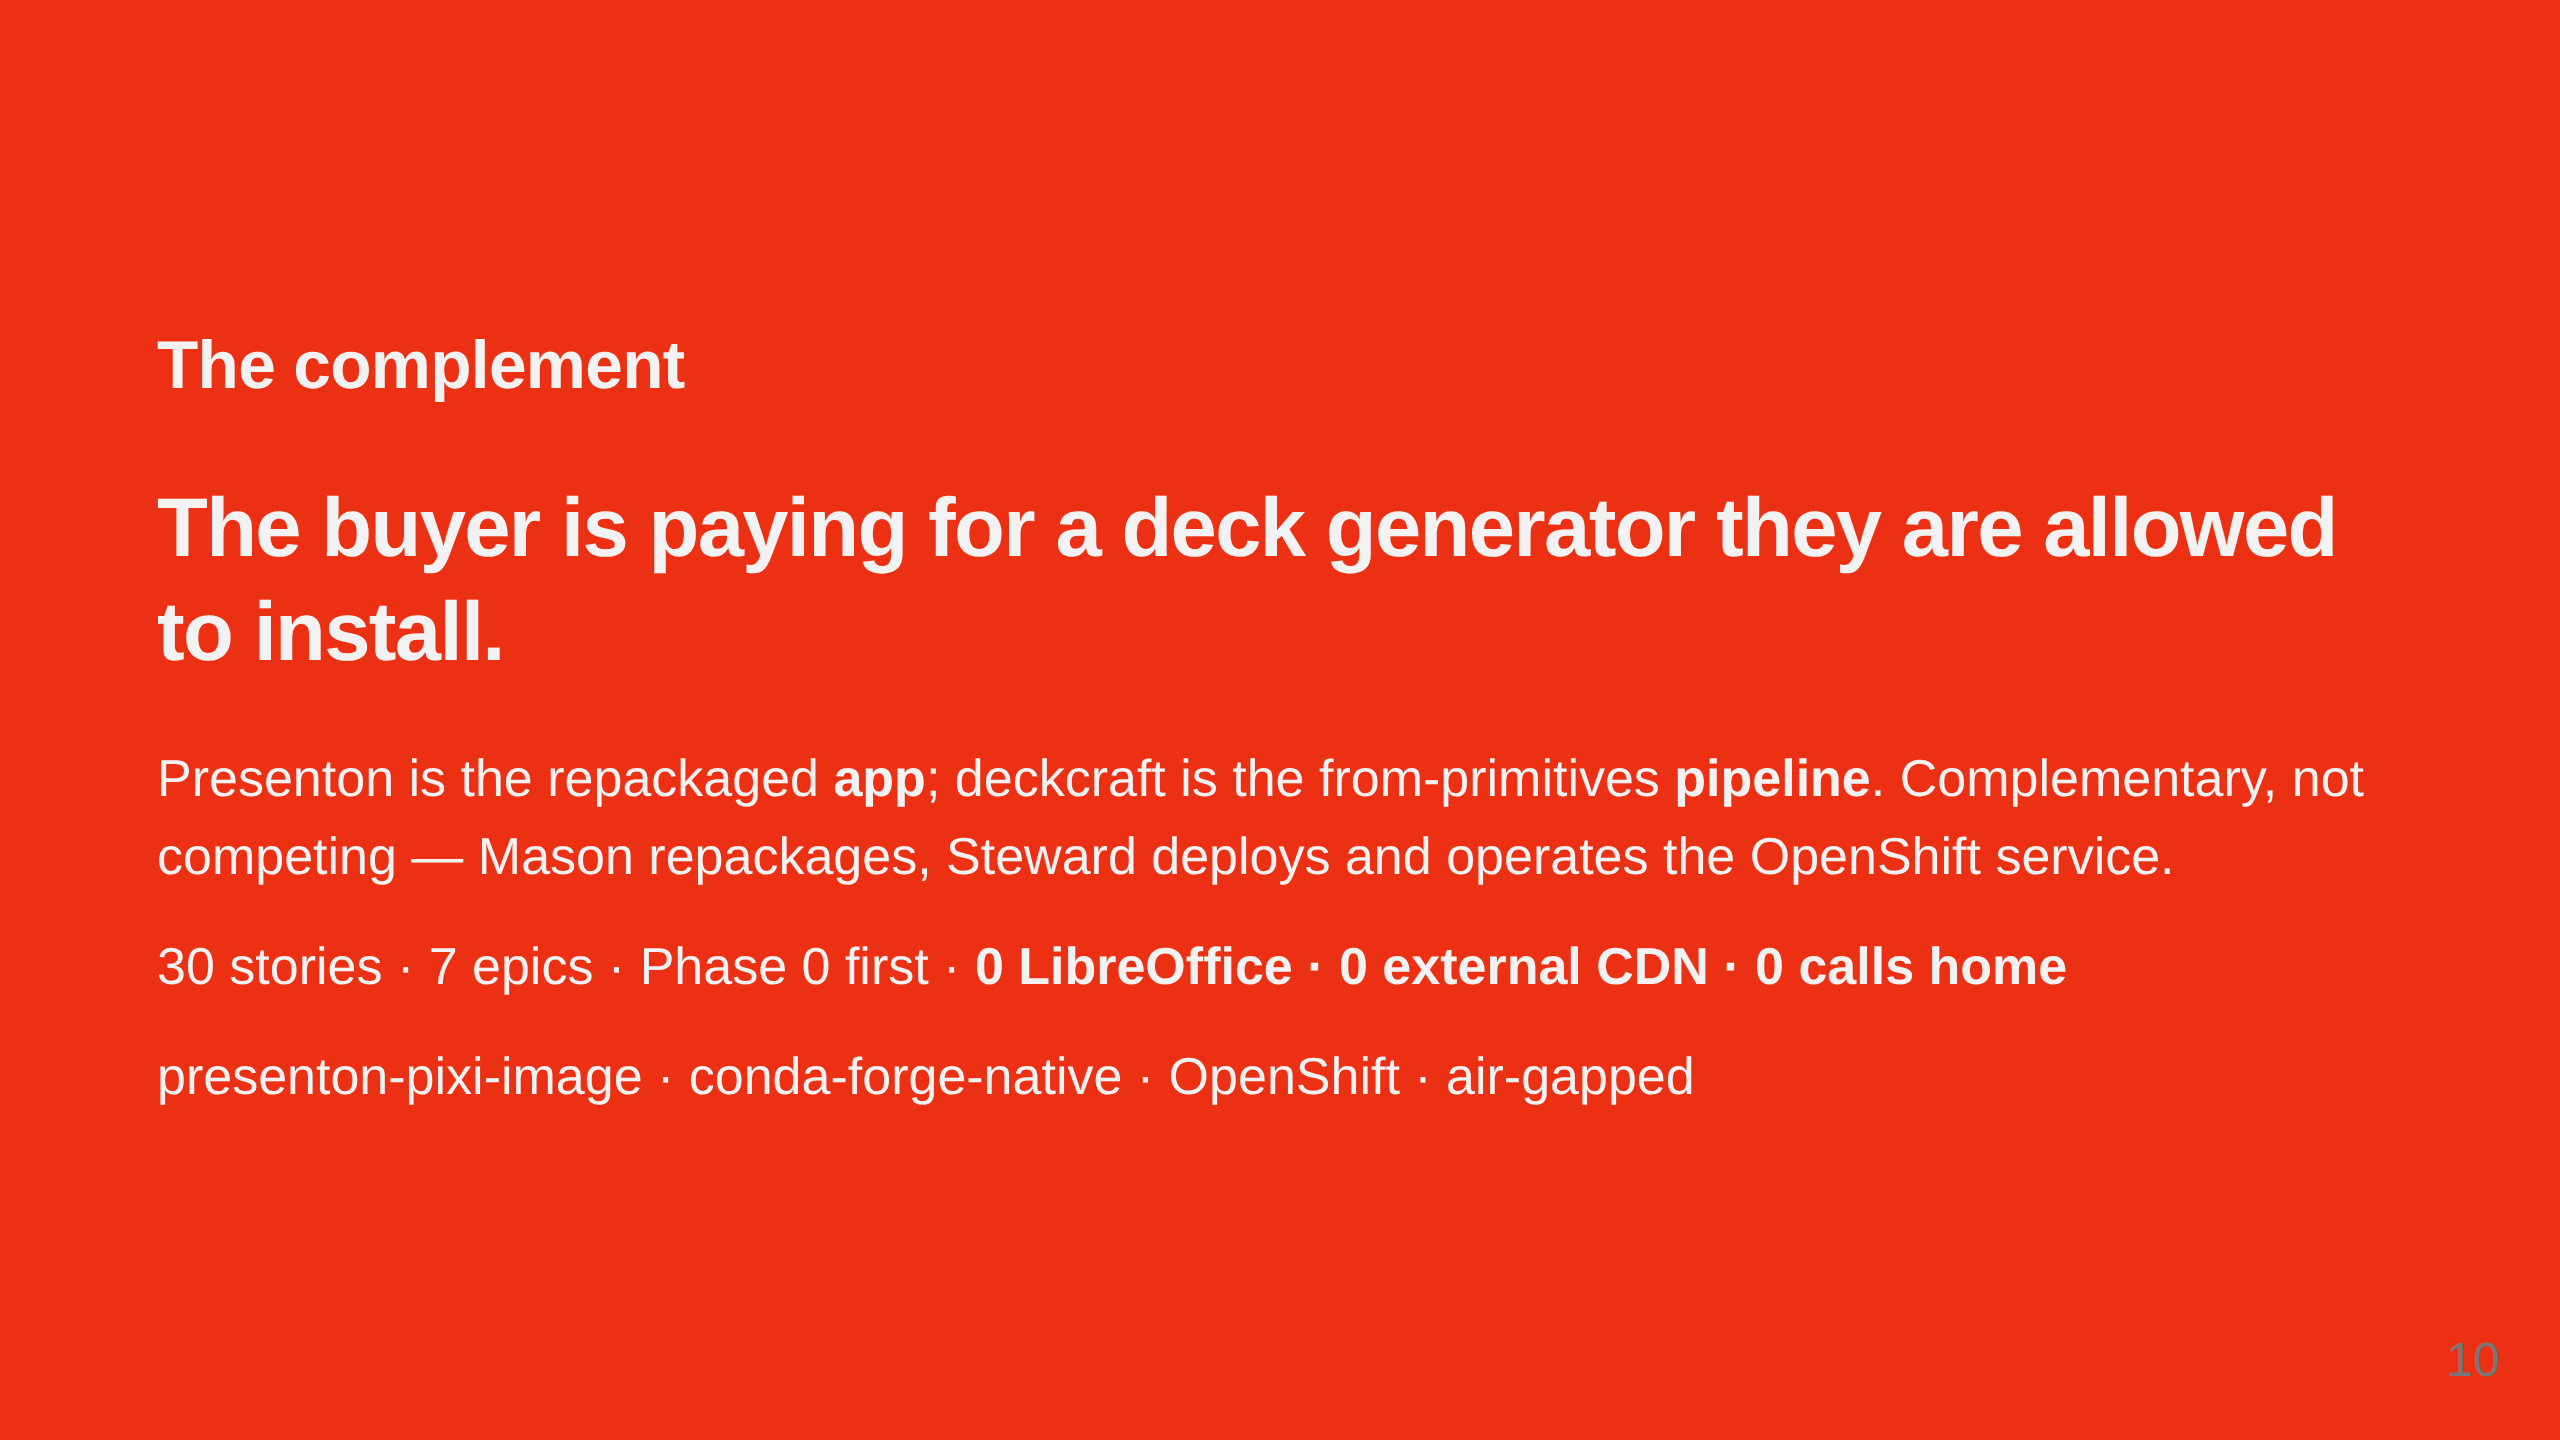 The complement
The buyer is paying for a deck generator they are allowed
to install.
Presenton is the repackaged app; deckcraft is the from-primitives pipeline. Complementary, not
competing — Mason repackages, Steward deploys and operates the OpenShift service.
30 stories · 7 epics · Phase 0 first · 0 LibreOffice · 0 external CDN · 0 calls home
presenton-pixi-image · conda-forge-native · OpenShift · air-gapped
10